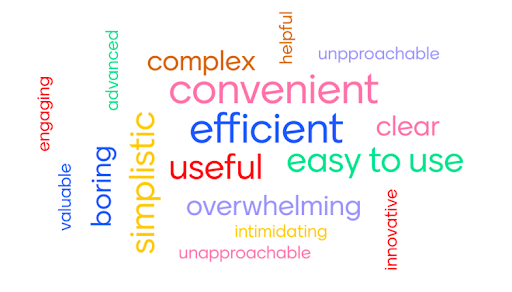 helpful
advanced
complex
unpproachable
engaging
convenient
efficient
clear
simplistic
boring
useful
easy to use
valuable
overwhelming
innovative
intimidating
unapproachable